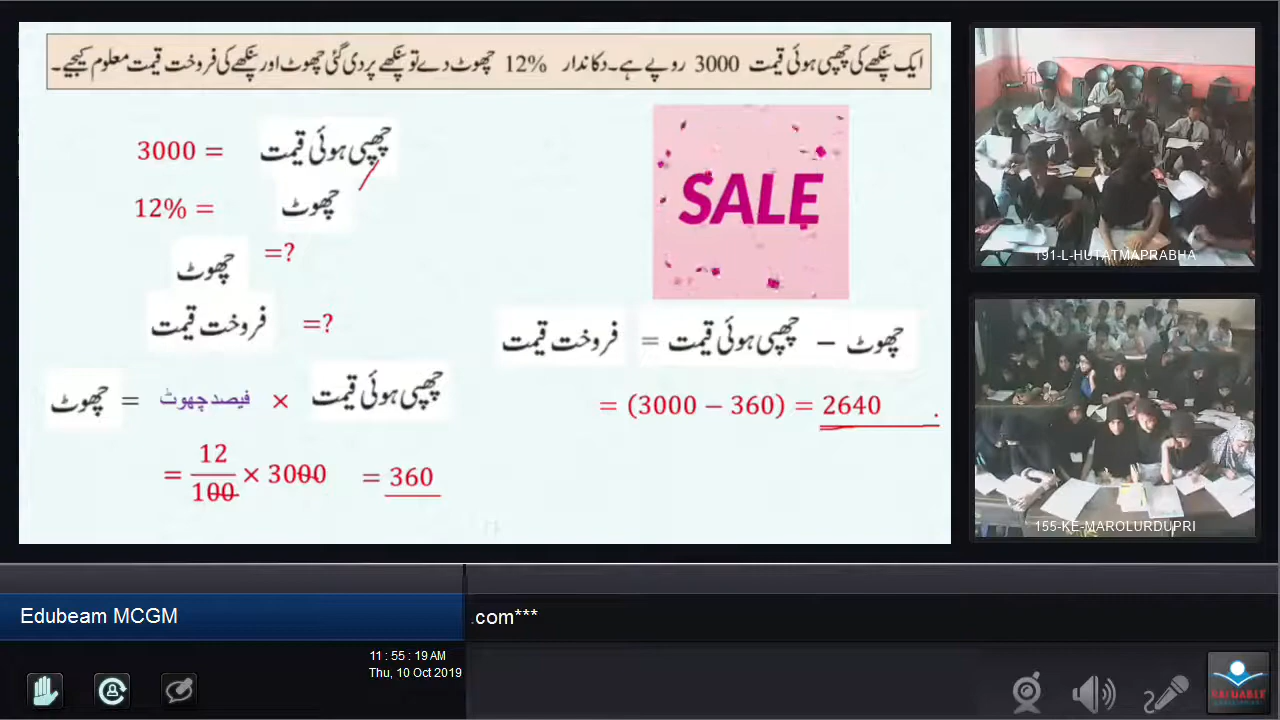 ایک پنکھے کی چھپی ہوئی قیمت 3000 روپے ہے۔ دکاندار 12% چھوٹ دے تو پنکھے پر دی گئی چھوٹ اور پنکھے کی فروخت قیمت معلوم کیجیے۔
3000 = چھپی ہوئی قیمت
12% = چھوٹ
چھوٹ =?
فروخت قیمت =?
چھوٹ = فیصد چھوٹ × چھپی ہوئی قیمت
= 12/100 × 3000 = 360
SALE
فروخت قیمت = چھپی ہوئی قیمت − چھوٹ
= (3000 − 360) = 2640
191-L-HUTATMAPRABHA
155-KE-MAROLURDUPRI
Edubeam MCGM
.com***
11 : 55 : 19 AM
Thu, 10 Oct 2019
VALUABLE